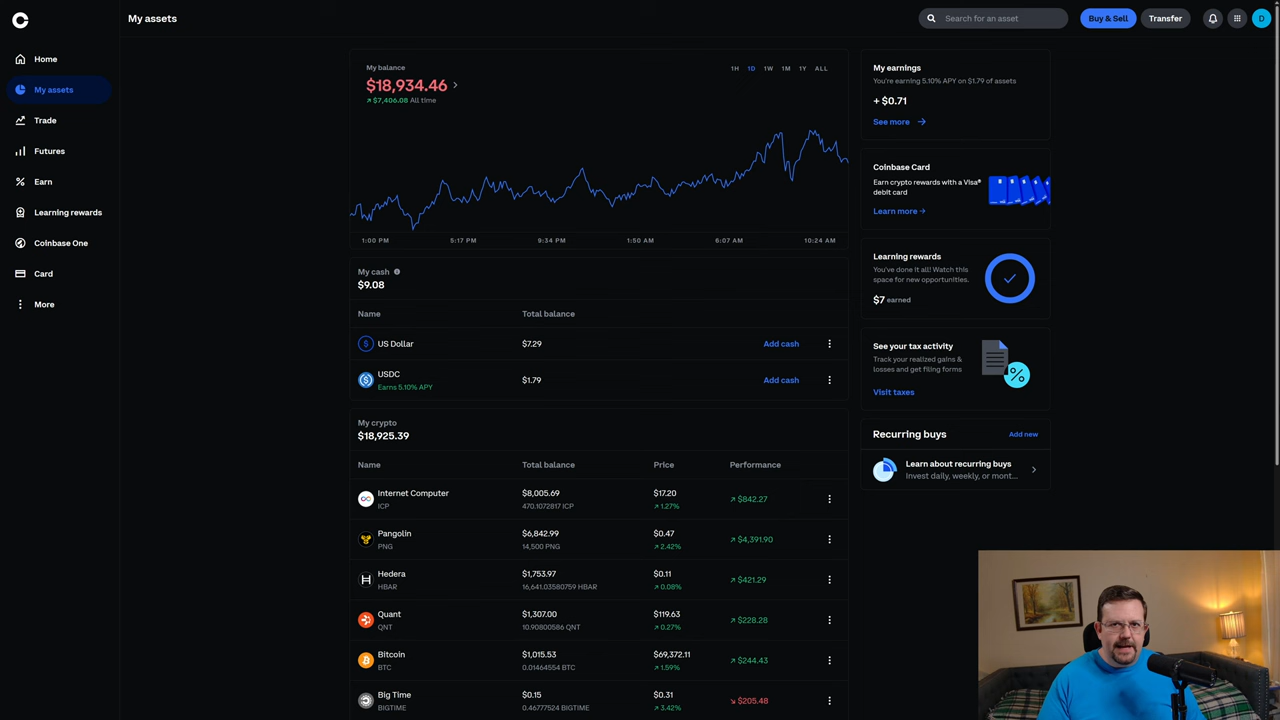 My assets
Search for an asset
Buy & Sell
Transfer
D
Home
My assets
Trade
Futures
Earn
Learning rewards
Coinbase One
Card
More
My balance
$18,934.46
↗ $7,406.08 All time
1H 1D 1W 1M 1Y ALL
1:00 PM 5:17 PM 9:34 PM 1:50 AM 6:07 AM 10:24 AM
My cash
$9.08
Name Total balance
US Dollar $7.29 Add cash
USDC $1.79 Add cash
Earns 5.10% APY
My crypto
$18,925.39
Name Total balance Price Performance
Internet Computer $8,005.69 $17.20 ↗ $842.27
ICP 470.1072817 ICP ↗ 1.27%
Pangolin $6,842.99 $0.47 ↗ $4,391.90
PNG 14,500 PNG ↗ 2.42%
Hedera $1,753.97 $0.11 ↗ $421.29
HBAR 16,641.03580759 HBAR ↗ 0.08%
Quant $1,307.00 $119.63 ↗ $228.28
QNT 10.90800586 QNT ↗ 0.27%
Bitcoin $1,015.53 $69,372.11 ↗ $244.43
BTC 0.01464554 BTC ↗ 1.59%
Big Time $0.15 $0.31 ↘ $205.48
BIGTIME 0.46777524 BIGTIME ↗ 3.42%
My earnings
You're earning 5.10% APY on $1.79 of assets
+ $0.71
See more →
Coinbase Card
Earn crypto rewards with a Visa®
debit card
Learn more →
Learning rewards
You've done it all! Watch this
space for new opportunities.
$7 earned
See your tax activity
Track your realized gains &
losses and get filing forms
Visit taxes
Recurring buys Add new
Learn about recurring buys
Invest daily, weekly, or mont...